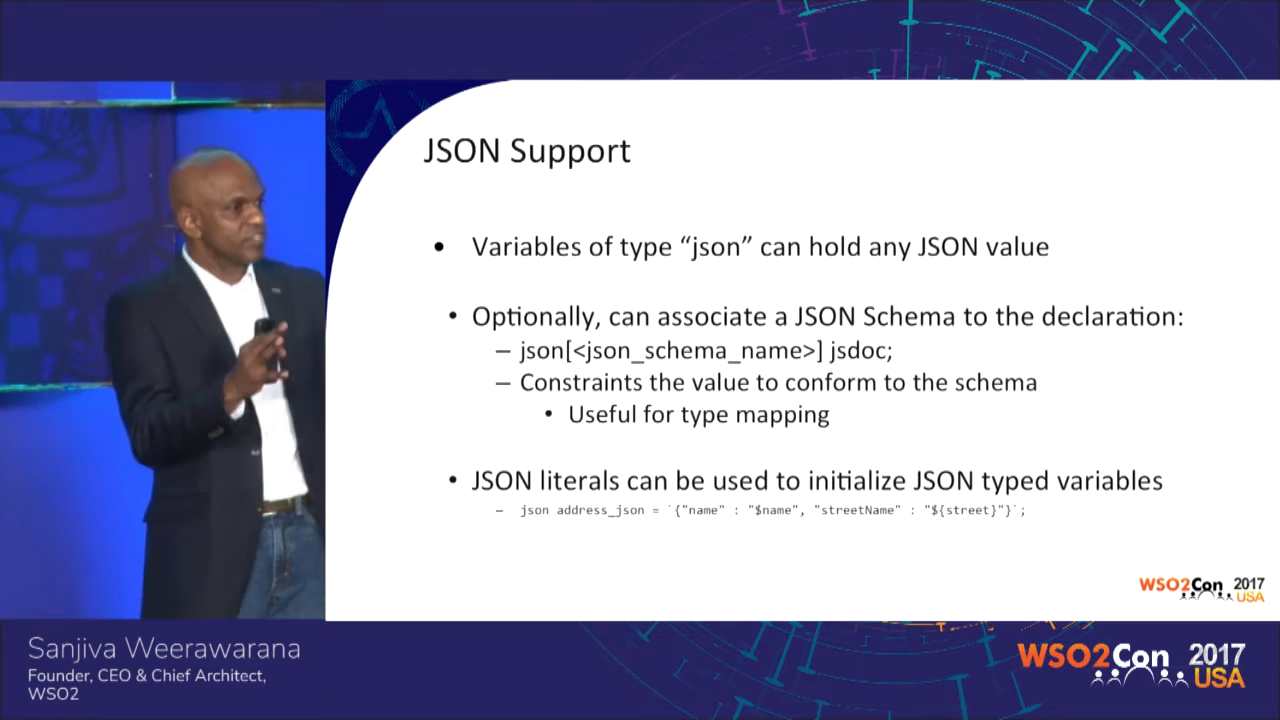 JSON Support
• Variables of type “json” can hold any JSON value
• Optionally, can associate a JSON Schema to the declaration:
– json[<json_schema_name>] jsdoc;
– Constraints the value to conform to the schema
• Useful for type mapping
• JSON literals can be used to initialize JSON typed variables
– json address_json = `{"name" : "$name", "streetName" : "${street}"}`;
WSO2Con 2017
USA
Sanjiva Weerawarana
Founder, CEO & Chief Architect,
WSO2
WSO2Con 2017
USA